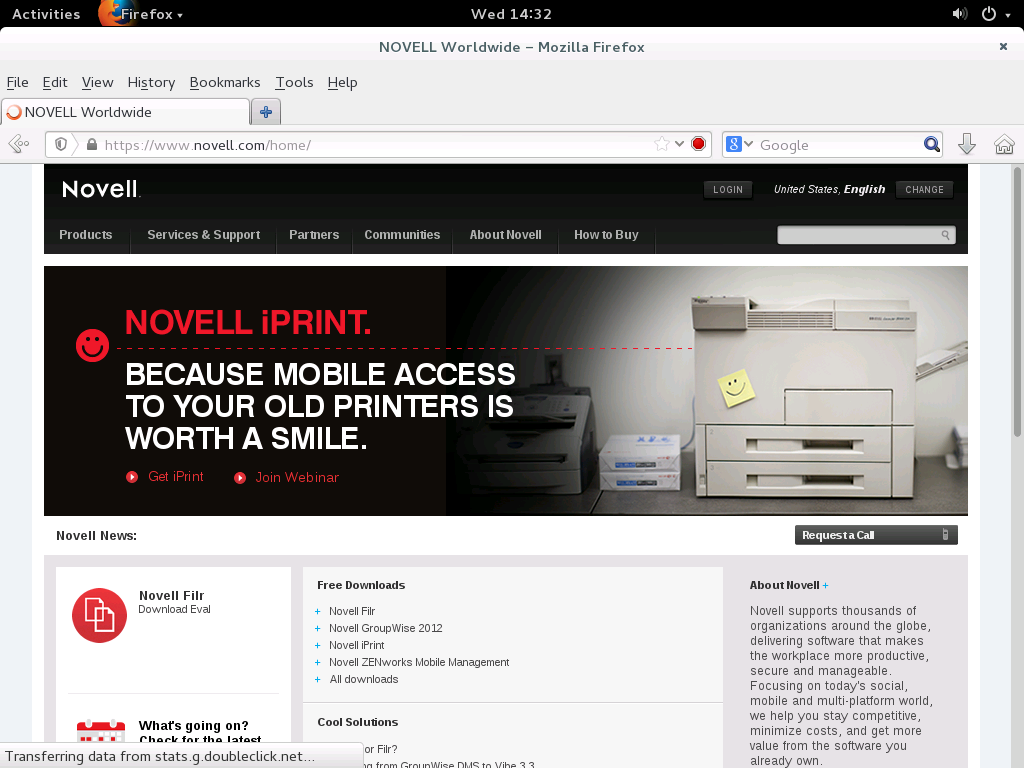 Activities Firefox Wed 14:32
NOVELL Worldwide – Mozilla Firefox
File Edit View History Bookmarks Tools Help
NOVELL Worldwide
https://www.novell.com/home/ Google
Novell. LOGIN United States, English CHANGE
Products Services & Support Partners Communities About Novell How to Buy
NOVELL iPRINT.
BECAUSE MOBILE ACCESS
TO YOUR OLD PRINTERS IS
WORTH A SMILE.
Get iPrint Join Webinar
Novell News: Request a Call
Novell Filr
Download Eval
What's going on?
Check for the latest
Free Downloads
+ Novell Filr
+ Novell GroupWise 2012
+ Novell iPrint
+ Novell ZENworks Mobile Management
+ All downloads
Cool Solutions
or Filr?
from GroupWise DMS to Vibe 3.3
About Novell +
Novell supports thousands of
organizations around the globe,
delivering software that makes
the workplace more productive,
secure and manageable.
Focusing on today's social,
mobile and multi-platform world,
we help you stay competitive,
minimize costs, and get more
value from the software you
already own.
Transferring data from stats.g.doubleclick.net...